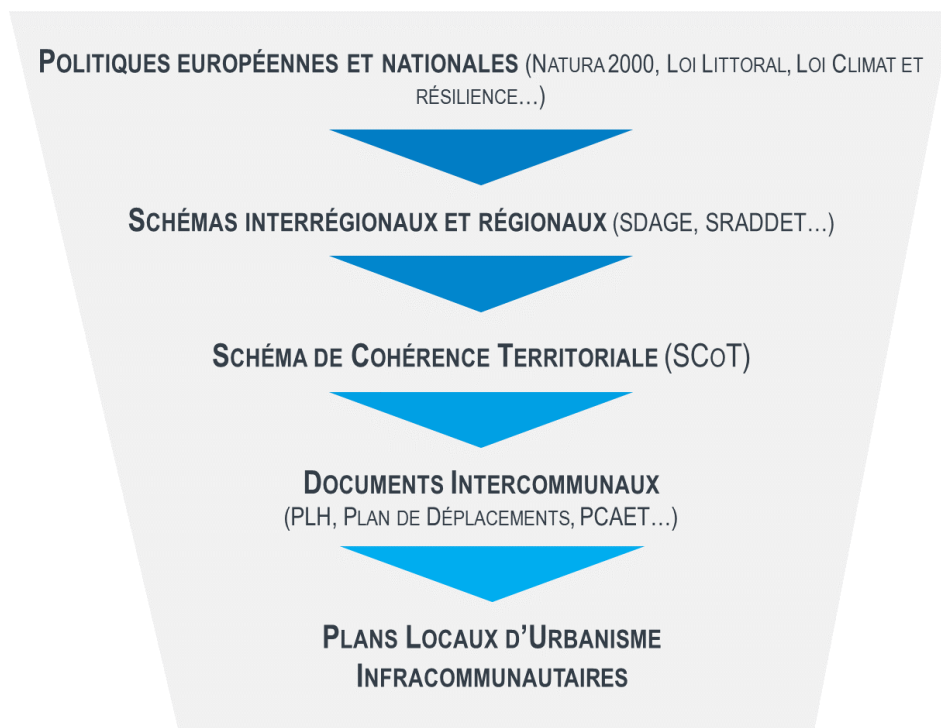 POLITIQUES EUROPÉENNES ET NATIONALES (NATURA 2000, LOI LITTORAL, LOI CLIMAT ET
RÉSILIENCE…)
SCHÉMAS INTERRÉGIONAUX ET RÉGIONAUX (SDAGE, SRADDET…)
SCHÉMA DE COHÉRENCE TERRITORIALE (SCOT)
DOCUMENTS INTERCOMMUNAUX
(PLH, PLAN DE DÉPLACEMENTS, PCAET…)
PLANS LOCAUX D’URBANISME
INFRACOMMUNAUTAIRES